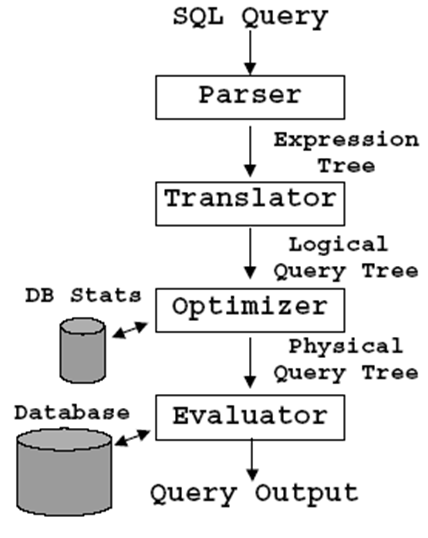 SQL Query
Parser
Expression
Tree
Translator
Logical
Query Tree
DB Stats
Optimizer
Physical
Query Tree
Database
Evaluator
Query Output